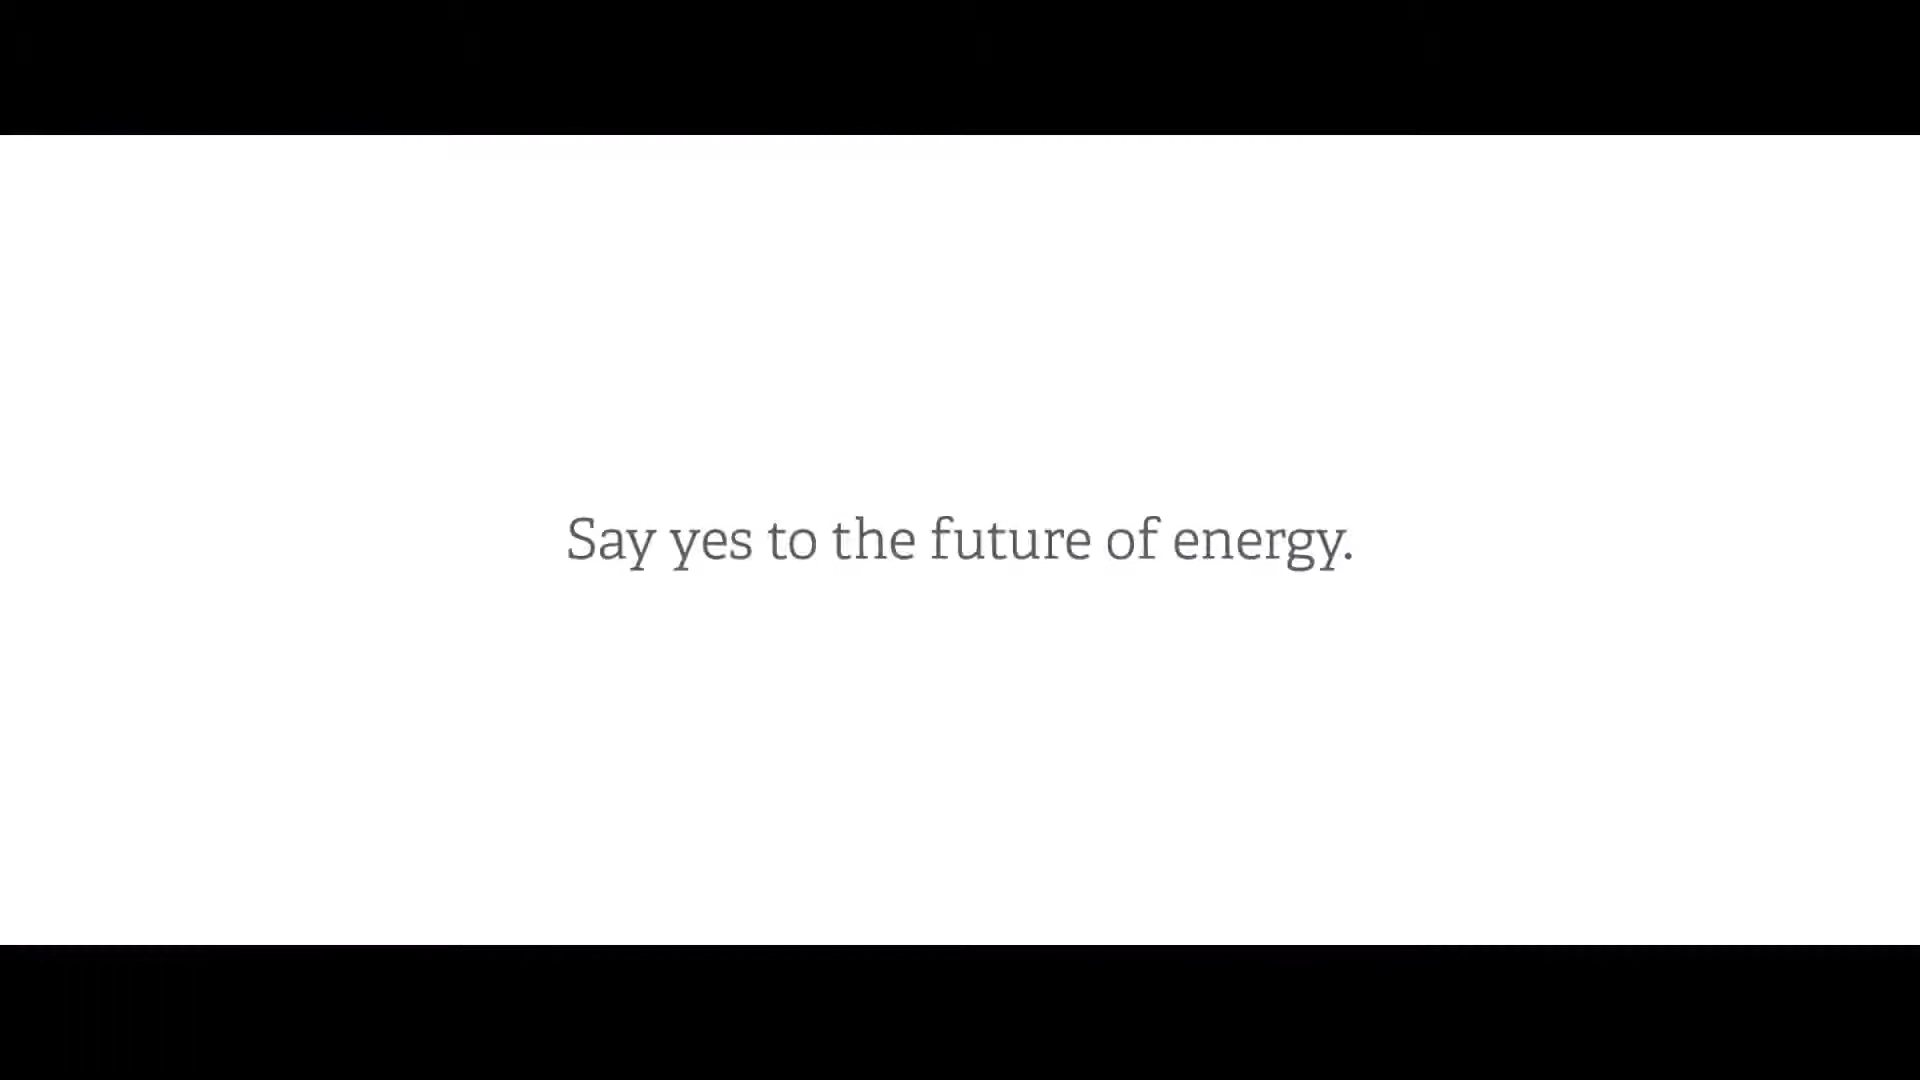 Say yes to the future of energy.